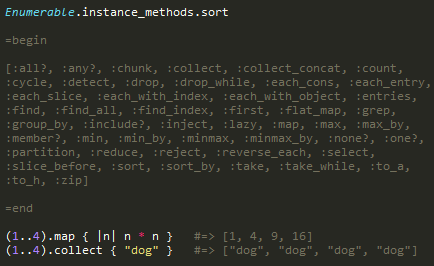 Enumerable.instance_methods.sort
=begin
[:all?, :any?, :chunk, :collect, :collect_concat, :count,
:cycle, :detect, :drop, :drop_while, :each_cons, :each_entry,
:each_slice, :each_with_index, :each_with_object, :entries,
:find, :find_all, :find_index, :first, :flat_map, :grep,
:group_by, :include?, :inject, :lazy, :map, :max, :max_by,
:member?, :min, :min_by, :minmax, :minmax_by, :none?, :one?,
:partition, :reduce, :reject, :reverse_each, :select,
:slice_before, :sort, :sort_by, :take, :take_while, :to_a,
:to_h, :zip]
=end
(1..4).map { |n| n * n }   #=> [1, 4, 9, 16]
(1..4).collect { "dog" }   #=> ["dog", "dog", "dog", "dog"]